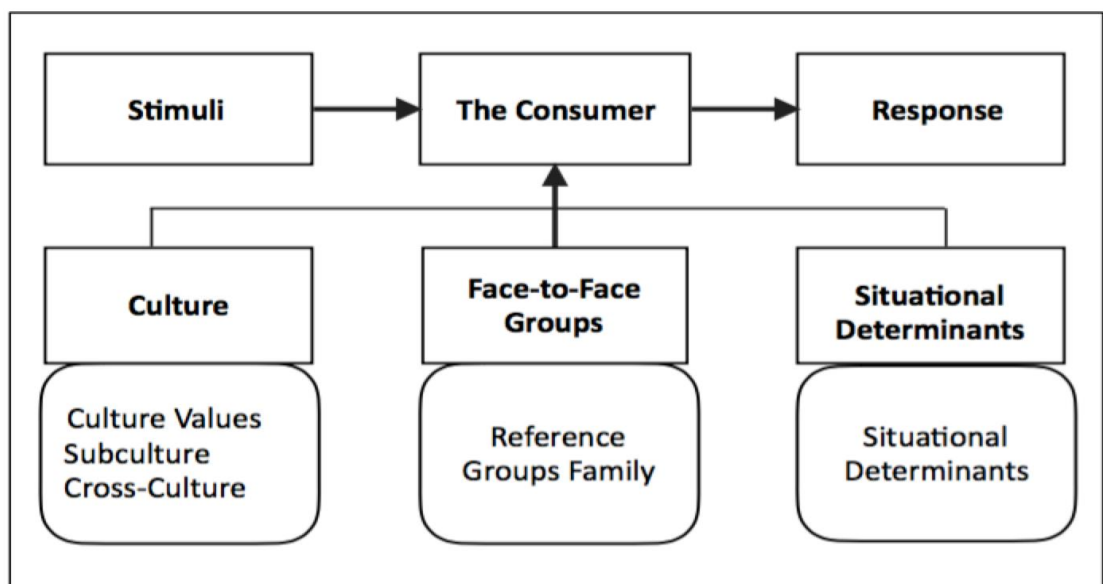 Stimuli
The Consumer
Response
Culture
Face-to-Face
Groups
Situational
Determinants
Culture Values
Subculture
Cross-Culture
Reference
Groups Family
Situational
Determinants